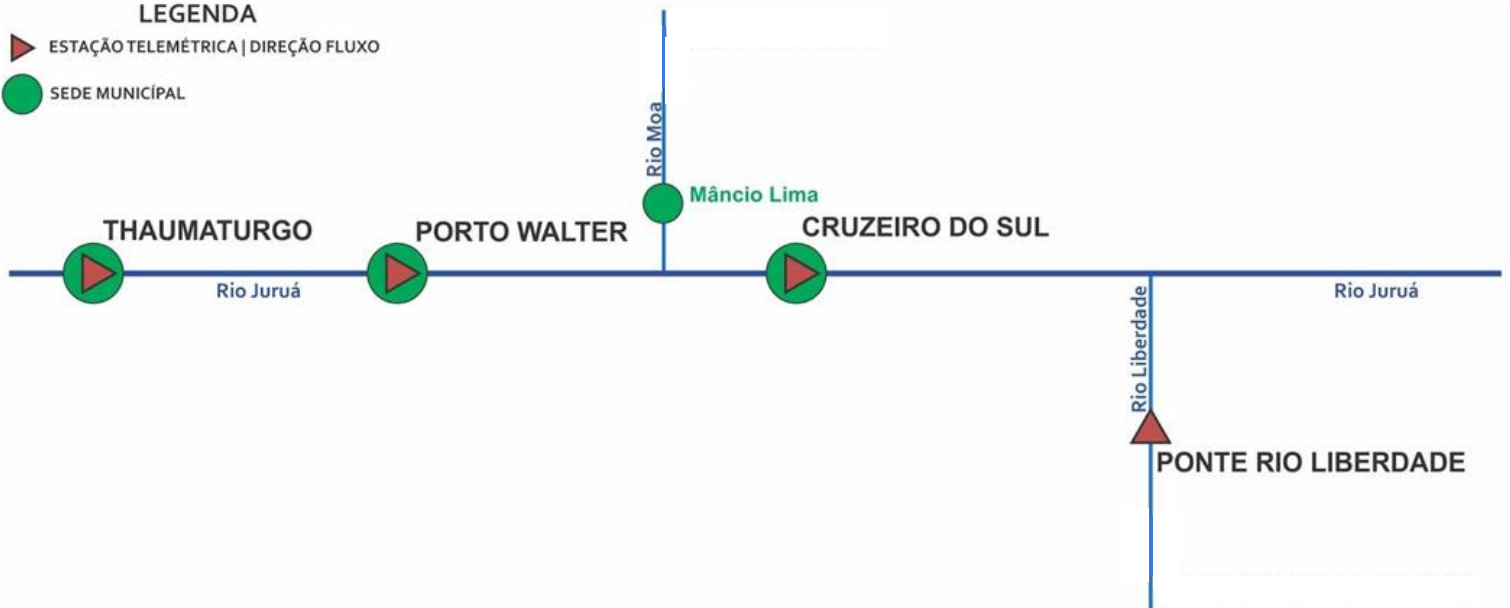 LEGENDA
ESTAÇÃO TELEMÉTRICA | DIREÇÃO FLUXO
SEDE MUNICÍPAL
Rio Moa
Mâncio Lima
THAUMATURGO
PORTO WALTER
CRUZEIRO DO SUL
Rio Juruá
Rio Juruá
Rio Liberdade
PONTE RIO LIBERDADE